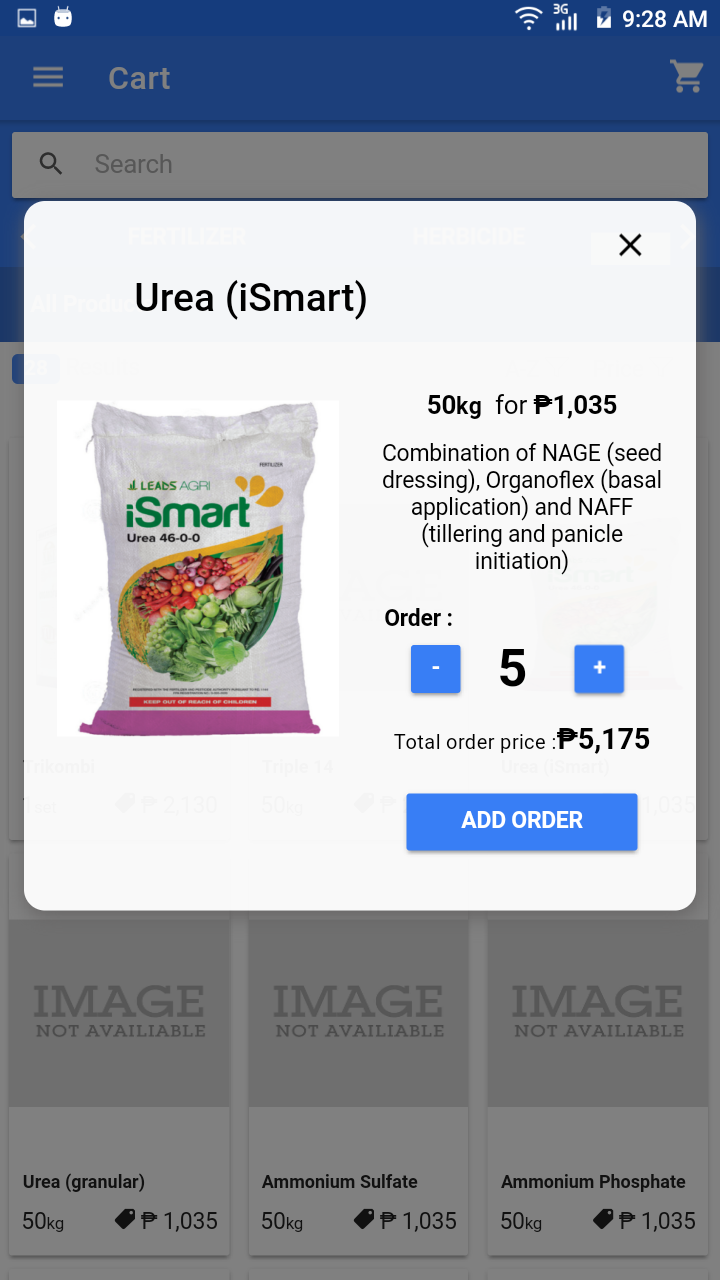 3G 9:28 AM
Cart
Search
FERTILIZER HERBICIDE
All Produ
28
Urea (iSmart)
50kg for ₱1,035
Combination of NAGE (seed
dressing), Organoflex (basal
application) and NAFF
(tillering and panicle
initiation)
FERTILIZER
LEADS AGRI
iSmart
Urea 46-0-0
KEEP OUT OF REACH OF CHILDREN
Order :
- 5 +
Total order price :₱5,175
ADD ORDER
Trikombi Triple 14 Urea (iSmart)
1set ₱ 2,130 50kg ₱ 1,035
IMAGE IMAGE IMAGE
NOT AVAILIABLE NOT AVAILIABLE NOT AVAILIABLE
Urea (granular) Ammonium Sulfate Ammonium Phosphate
50kg ₱ 1,035 50kg ₱ 1,035 50kg ₱ 1,035